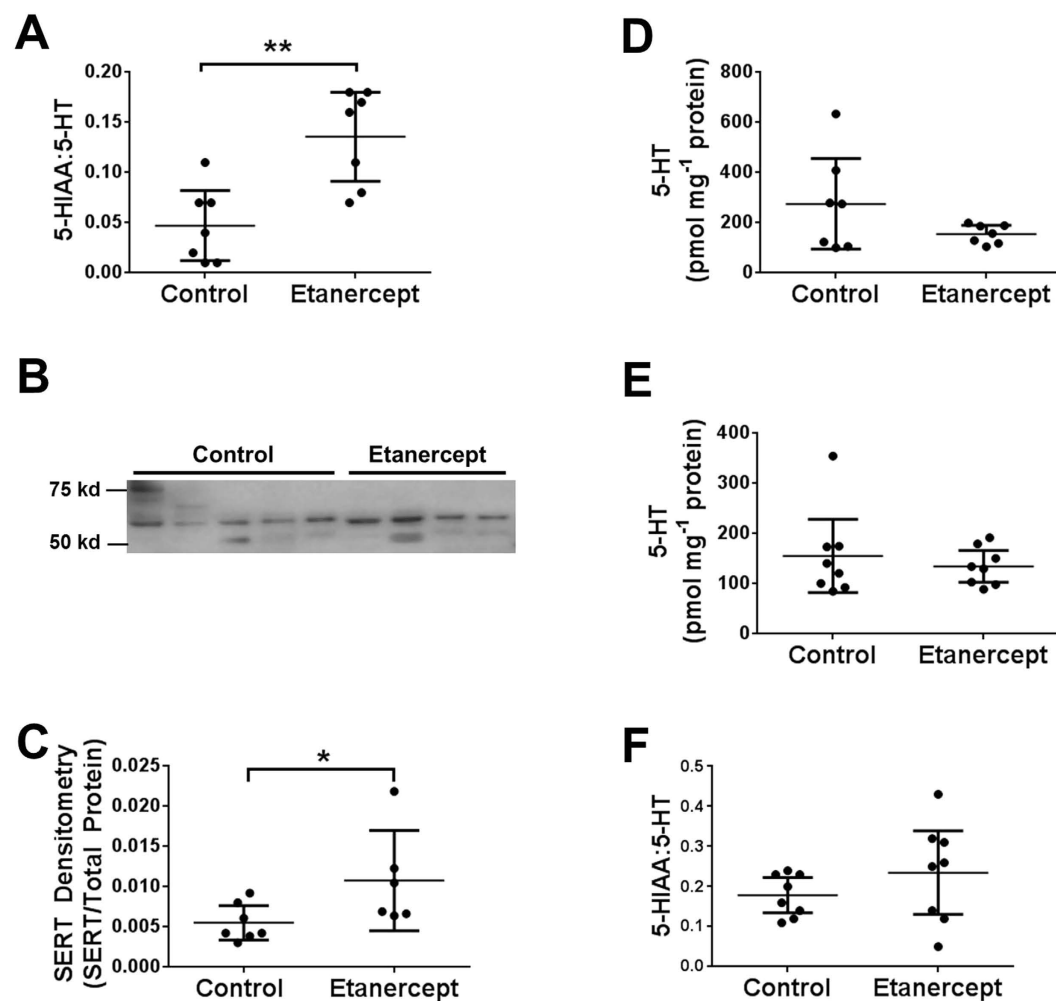 A
**
5-HIAA:5-HT
0.20
0.15
0.10
0.05
0.00
Control Etanercept
B
Control Etanercept
75 kd
50 kd
C
*
SERT Densitometry
(SERT/Total Protein)
0.025
0.020
0.015
0.010
0.005
0.000
Control Etanercept
D
5-HT
(pmol mg⁻¹ protein)
800
600
400
200
0
Control Etanercept
E
5-HT
(pmol mg⁻¹ protein)
400
300
200
100
0
Control Etanercept
F
5-HIAA:5-HT
0.5
0.4
0.3
0.2
0.1
0.0
Control Etanercept